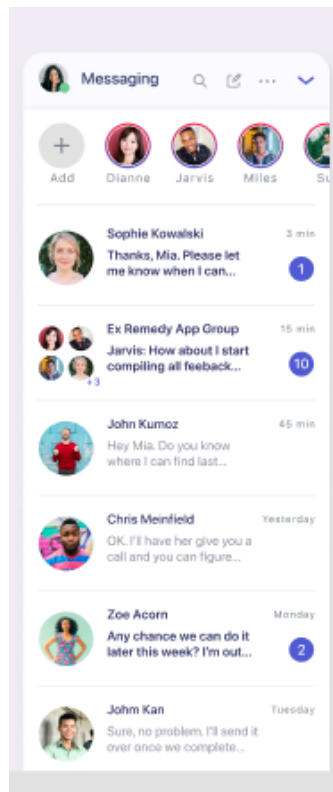 Messaging
Add Dianne Jarvis Miles Su
Sophie Kowalski 3 min
Thanks, Mia. Please let
me know when I can... 1
Ex Remedy App Group 15 min
Jarvis: How about I start
compiling all feeback... 10
+3
John Kumoz 45 min
Hey Mia. Do you know
where I can find last...
Chris Meinfield Yesterday
OK. I'll have her give you a
call and you can figure...
Zoe Acorn Monday
Any chance we can do it
later this week? I'm out... 2
Johm Kan Tuesday
Sure, no problem. I'll send it
over once we complete...